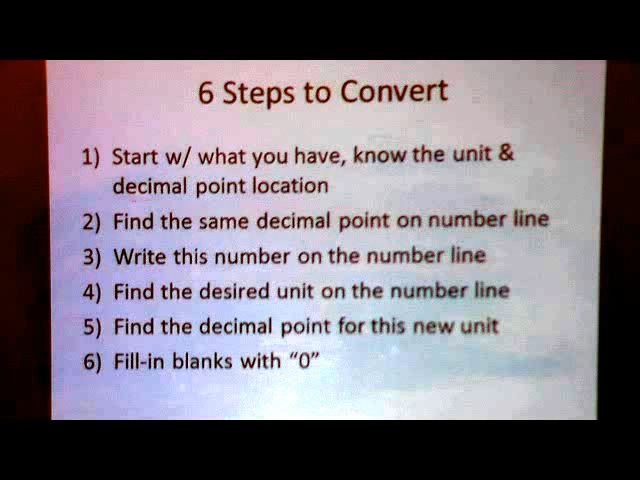 6 Steps to Convert
1) Start w/ what you have, know the unit &
decimal point location
2) Find the same decimal point on number line
3) Write this number on the number line
4) Find the desired unit on the number line
5) Find the decimal point for this new unit
6) Fill-in blanks with “0”